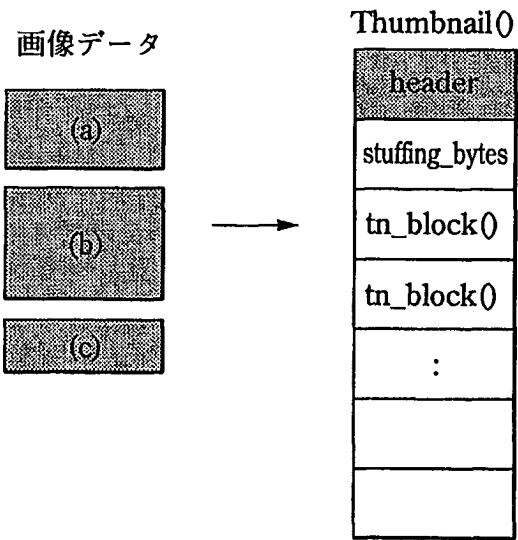 画像データ
(a)
(b)
(c)
Thumbnail()
header
stuffing_bytes
tn_block()
tn_block()
: